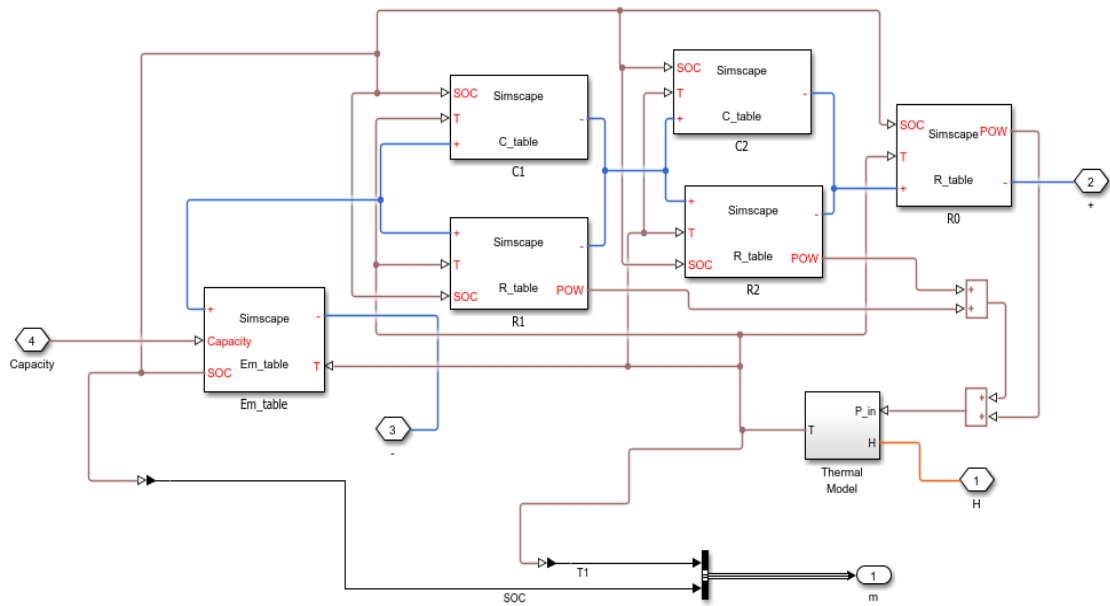 SOC
Simscape
T
-
+
C_table
C1
SOC
Simscape
T
-
+
C_table
C2
SOC
Simscape
POW
T
R_table
+
-
R0
2
+
+
Simscape
-
T
R_table
SOC
POW
R1
+
Simscape
-
T
R_table
SOC
POW
R2
+
+
+
Simscape
-
Capacity
Em_table
SOC
T
Em_table
4
Capacity
3
-
+
+
P_in
T
H
Thermal
Model
1
H
T1
SOC
1
m